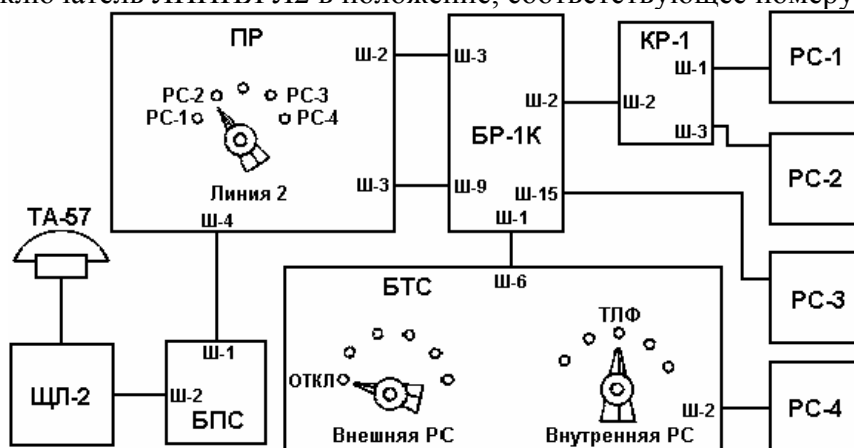 ключатель ЛИНИЯ Л2 в положение, соответствующее номеру
ПР
КР-1
РС-1
Ш-2
Ш-3
Ш-1
РС-2
РС-3
РС-1
РС-4
Ш-2
Ш-2
БР-1К
Ш-3
РС-2
Линия 2
Ш-3
Ш-9
Ш-15
ТА-57
Ш-4
Ш-1
БТС
Ш-6
РС-3
ТЛФ
Ш-1
ОТКЛ
ЩЛ-2
Ш-2
БПС
Ш-2
РС-4
Внешняя РС
Внутренняя РС